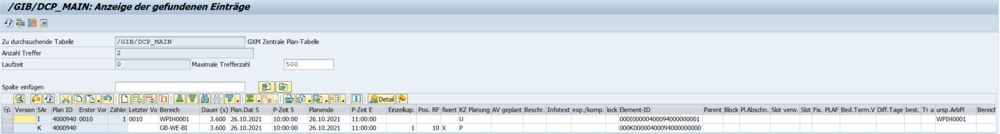 /GIB/DCP_MAIN: Anzeige der gefundenen Einträge
Zu durchsuchende Tabelle /GIB/DCP_MAIN GXM Zentrale Plan-Tabelle
Anzahl Treffer 2
Laufzeit 0 Maximale Trefferzahl 500
Spalte einfügen
Detail
Version SAr Plan ID Erster Vor Zähler Letzter Vo Bereich Dauer (s) Plan.Dat S P-Zeit S Planende P-Zeit E Einzelkap. Pos. RF fixiert KZ Planung AV geplant Beschr. Infotext exp./komp. lock Element-ID Parent Block Pl.Abschn. Slot verw. Slot Fix. PLAF Bed.Term.V Diff.Tage best. Tr a ursp.ArbPl Bereich
I 4000940 0010 1 0010 WPIH0001 3.600 26.10.2021 10:00:00 26.10.2021 11:00:00 U 000I00000400094000000001 WPIH0001
K 4000940 GB-WE-BI 3.600 26.10.2021 10:00:00 26.10.2021 11:00:00 1 10 X P 000K00000400094000000000